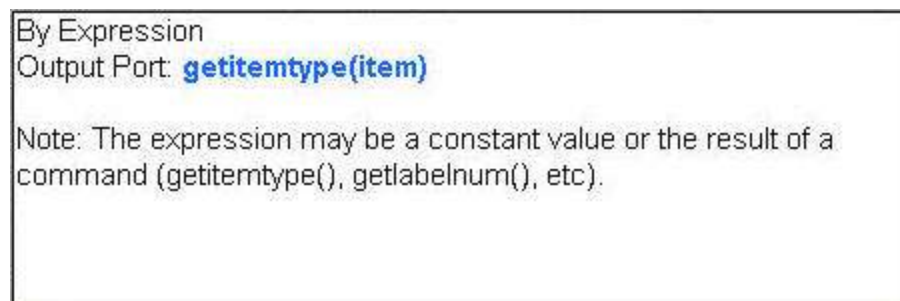 By Expression
Output Port: getitemtype(item)
Note: The expression may be a constant value or the result of a
command (getitemtype(), getlabelnum(), etc).